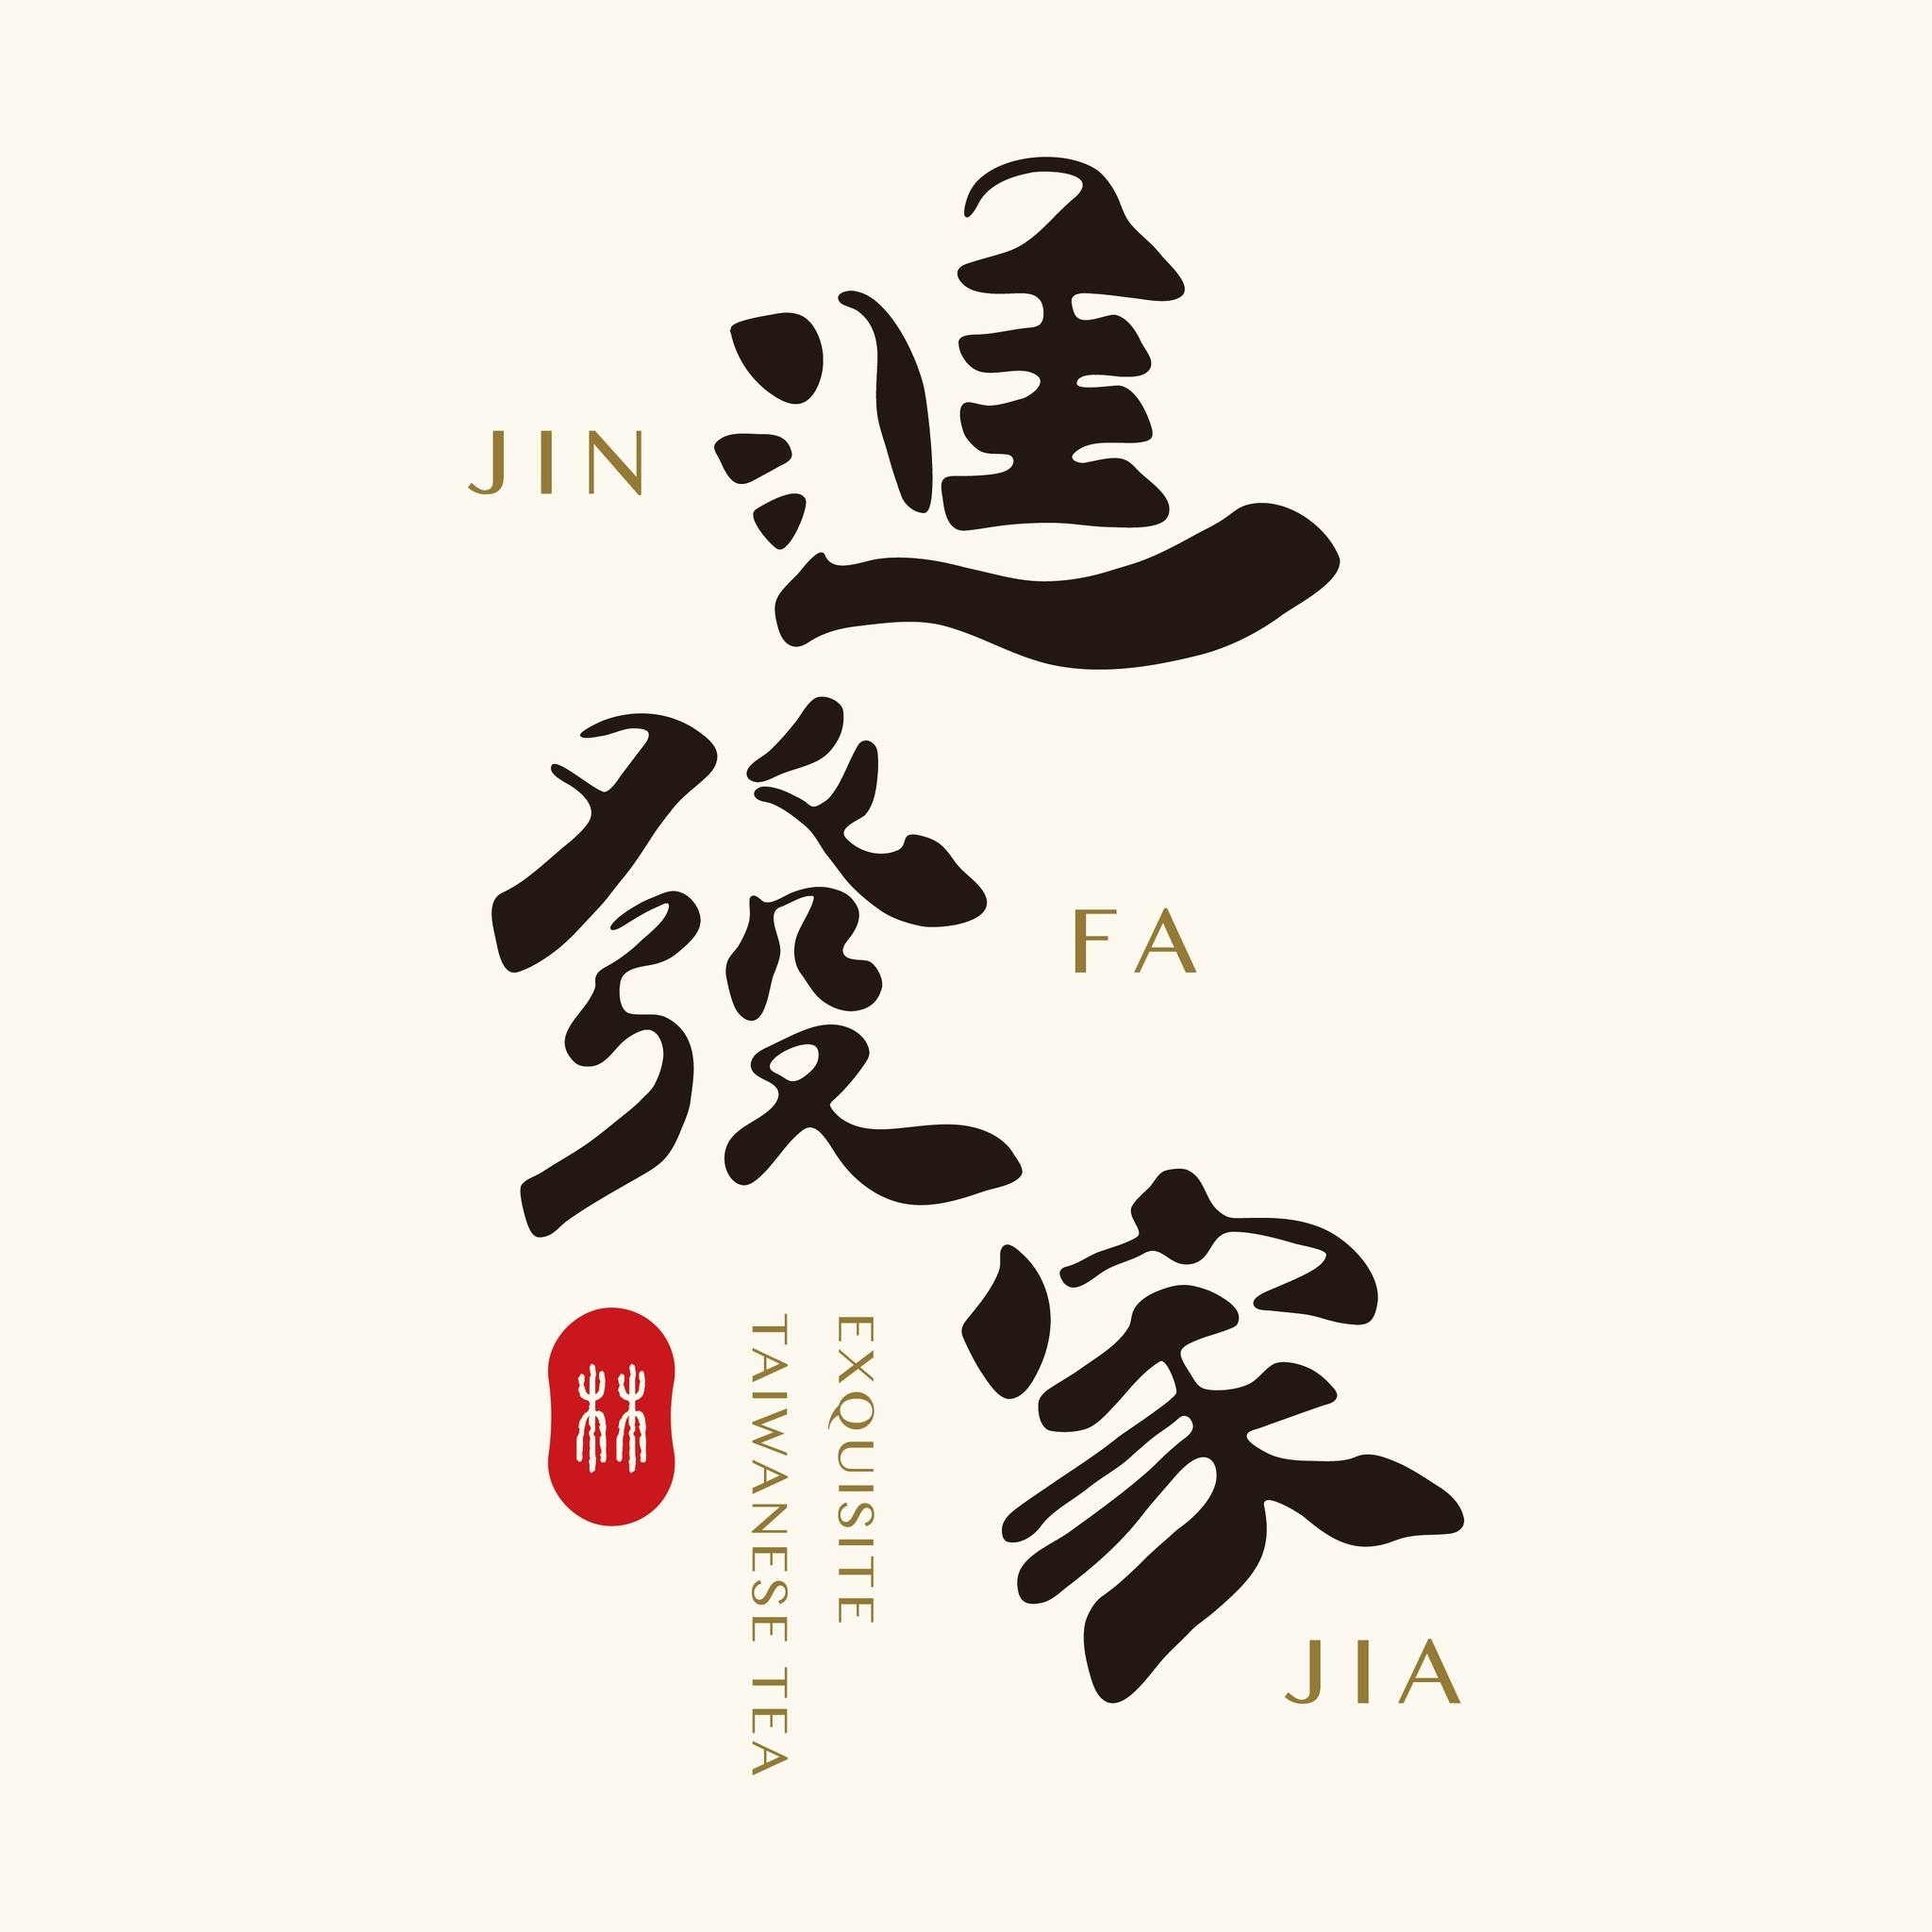 進
JIN
發
FA
家
JIA
EXQUISITE
TAIWANESE TEA
林